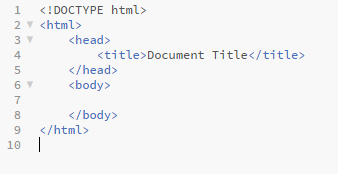 1 <!DOCTYPE html>
2 <html>
3     <head>
4         <title>Document Title</title>
5     </head>
6     <body>
7
8     </body>
9 </html>
10